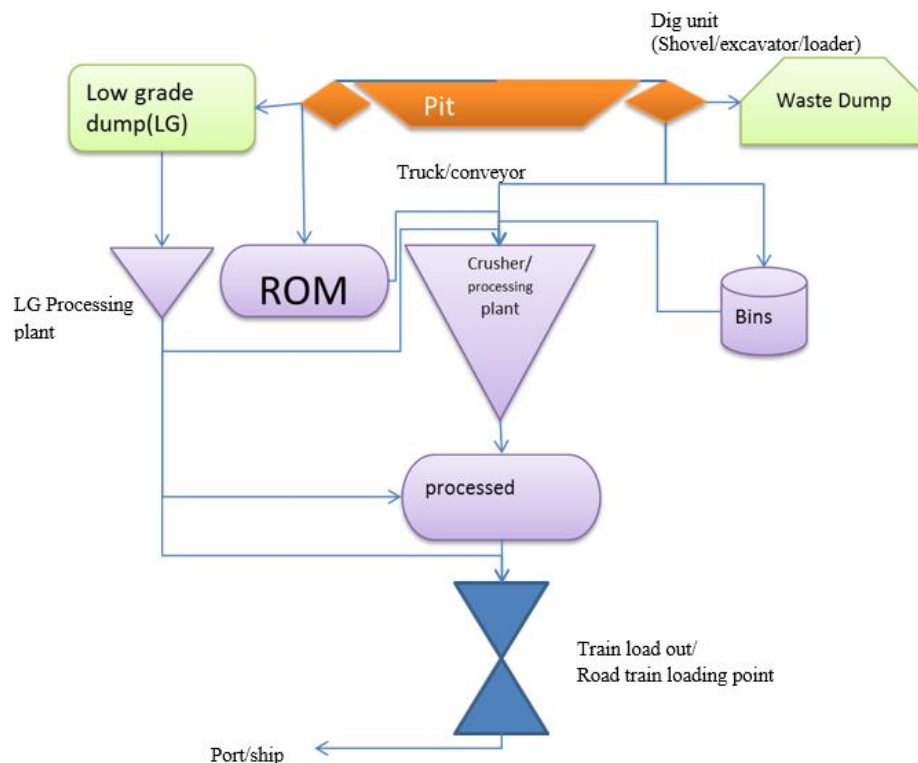 Dig unit
(Shovel/excavator/loader)
Low grade
dump(LG)
Pit
Waste Dump
Truck/conveyor
ROM
Crusher/
processing
plant
LG Processing
plant
Bins
processed
Train load out/
Road train loading point
Port/ship